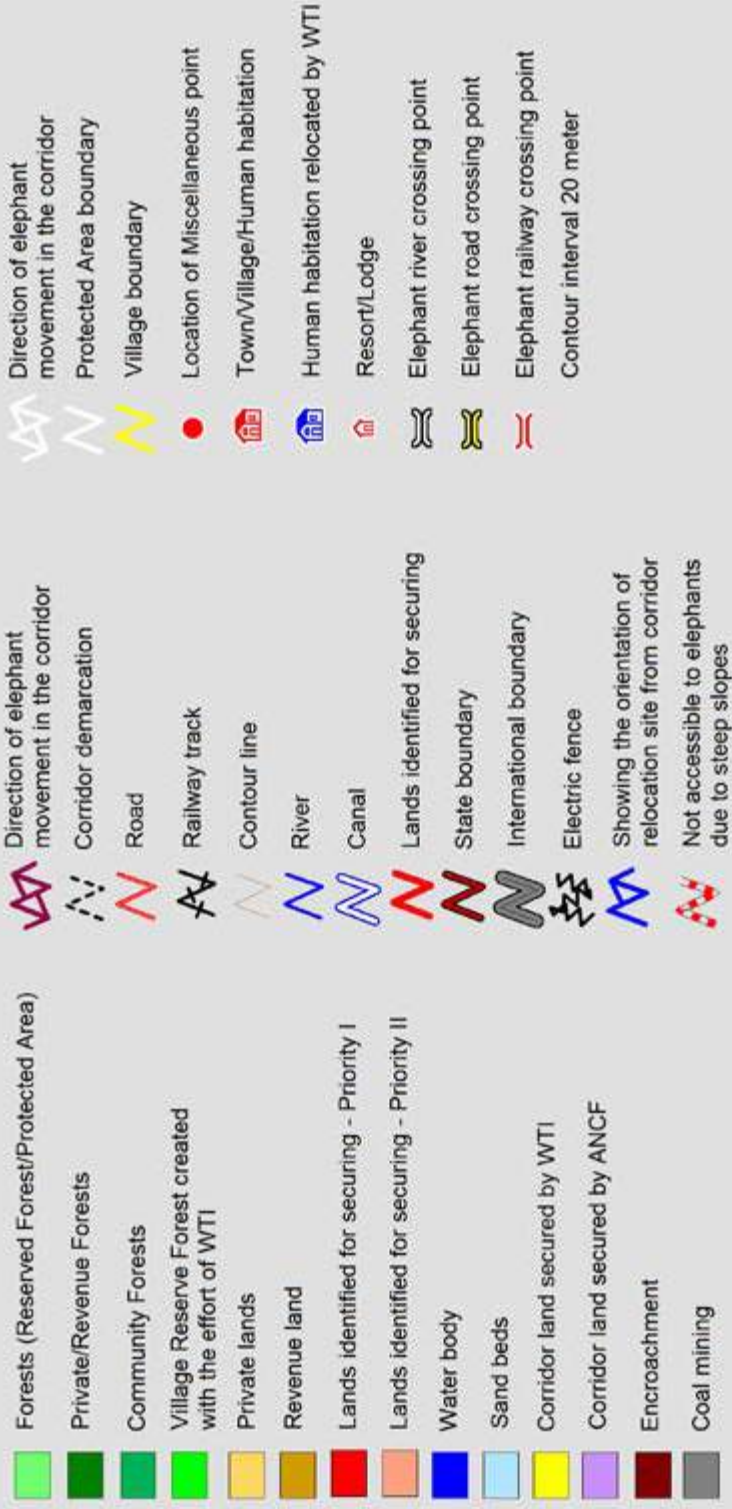 Forests (Reserved Forest/Protected Area)
Private/Revenue Forests
Community Forests
Village Reserve Forest created
with the effort of WTI
Private lands
Revenue land
Lands identified for securing - Priority I
Lands identified for securing - Priority II
Water body
Sand beds
Corridor land secured by WTI
Corridor land secured by ANCF
Encroachment
Coal mining
Direction of elephant
movement in the corridor
Corridor demarcation
Road
Railway track
Contour line
River
Canal
Lands identified for securing
State boundary
International boundary
Electric fence
Showing the orientation of
relocation site from corridor
Not accessible to elephants
due to steep slopes
Direction of elephant
movement in the corridor
Protected Area boundary
Village boundary
Location of Miscellaneous point
Town/Village/Human habitation
Human habitation relocated by WTI
Resort/Lodge
Elephant river crossing point
Elephant road crossing point
Elephant railway crossing point
Contour interval 20 meter